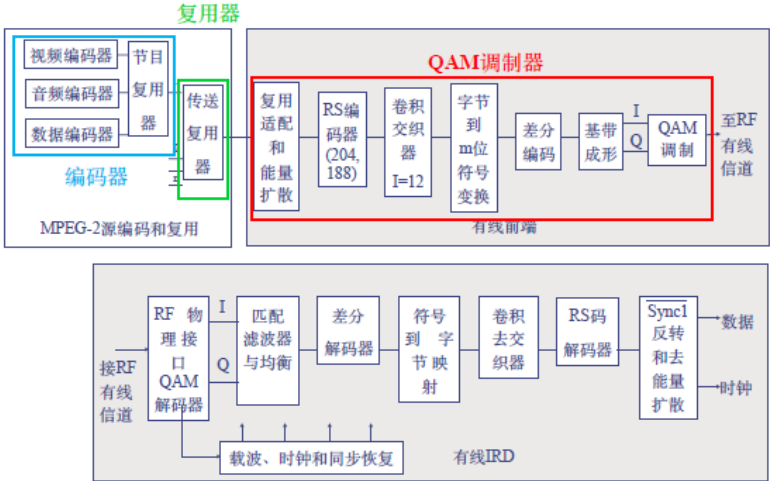 复用器
QAM调制器
视频编码器
音频编码器
数据编码器
节目
复用
器
编码器
传送
复用
器
MPEG-2源编码和复用
复用
适配
和
能量
扩散
RS编
码器
(204,
188)
卷积
交织
器
I=12
字节
到
m位
符号
变换
差分
编码
基带
成形
I
Q
QAM
调制
至RF
有线
信道
有线前端
接RF
有线
信道
RF 物
理接
口
QAM
解码器
I
Q
匹配
滤波器
与均衡
差分
解码器
符号
到 字
节映
射
卷积
去交
织器
RS码
解码器
Sync1
反转
和去
能量
扩散
数据
时钟
载波、时钟和同步恢复
有线IRD